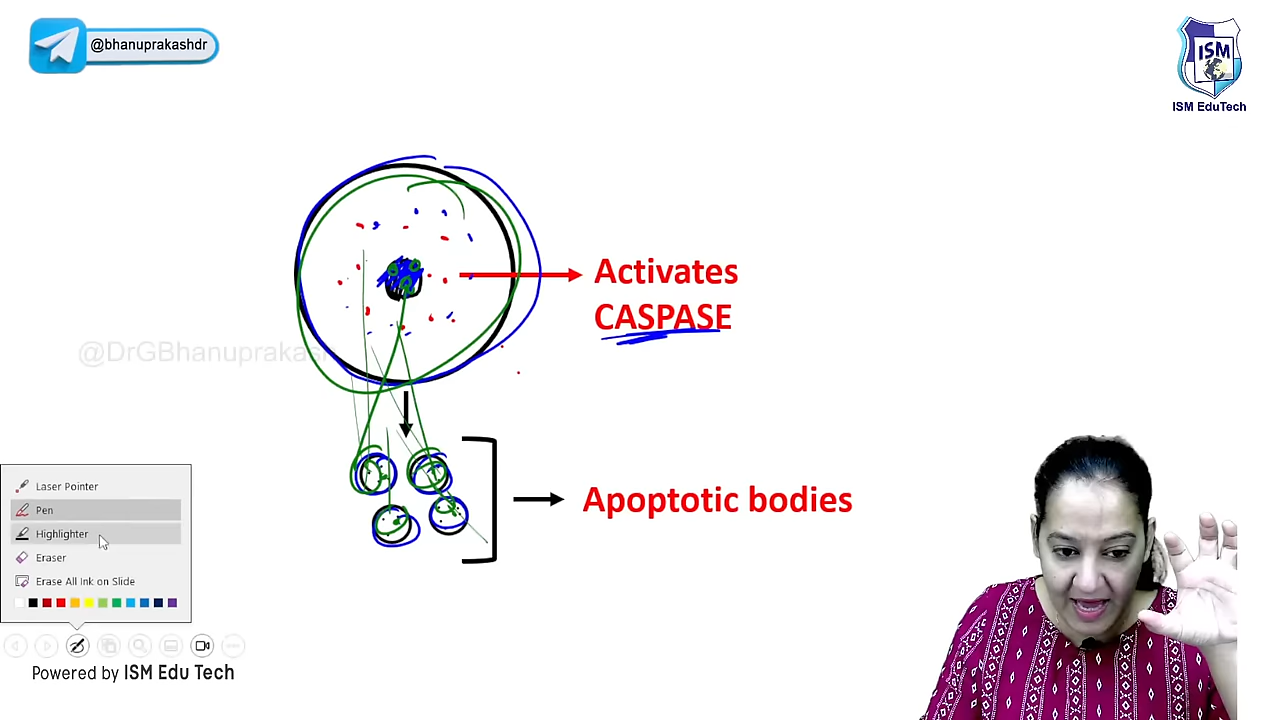 @bhanuprakashdr
ISM
ISM EduTech
Activates
CASPASE
@DrGBhanuprakash
Apoptotic bodies
Laser Pointer
Pen
Highlighter
Eraser
Erase All Ink on Slide
Powered by ISM Edu Tech